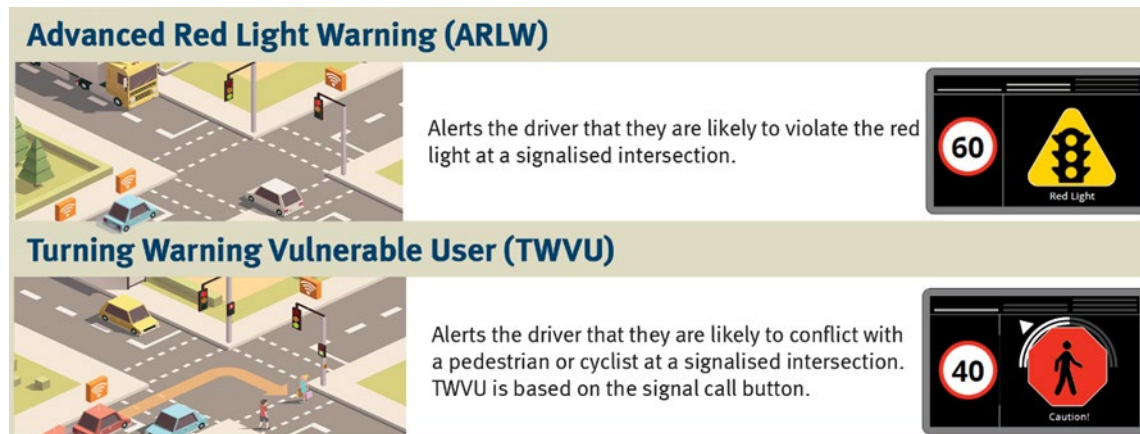 Advanced Red Light Warning (ARLW)
Alerts the driver that they are likely to violate the red
light at a signalised intersection.
60
Red Light
Turning Warning Vulnerable User (TWVU)
Alerts the driver that they are likely to conflict with
a pedestrian or cyclist at a signalised intersection.
TWVU is based on the signal call button.
40
Caution!